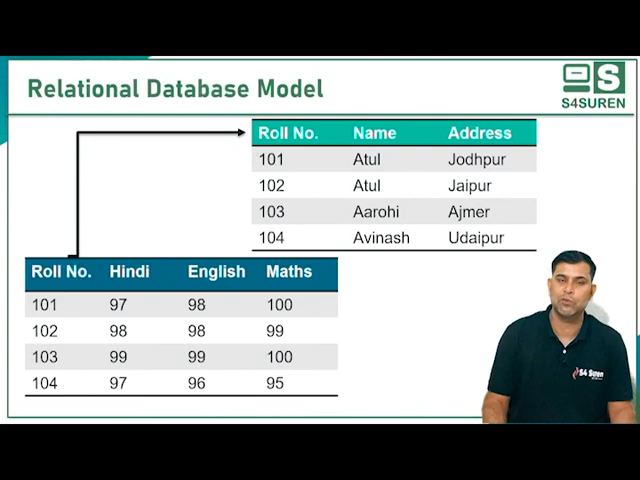 Relational Database Model
S4SUREN
Roll No. Name Address
101 Atul Jodhpur
102 Atul Jaipur
103 Aarohi Ajmer
104 Avinash Udaipur
Roll No. Hindi English Maths
101 97 98 100
102 98 98 99
103 99 99 100
104 97 96 95
S4 Suren